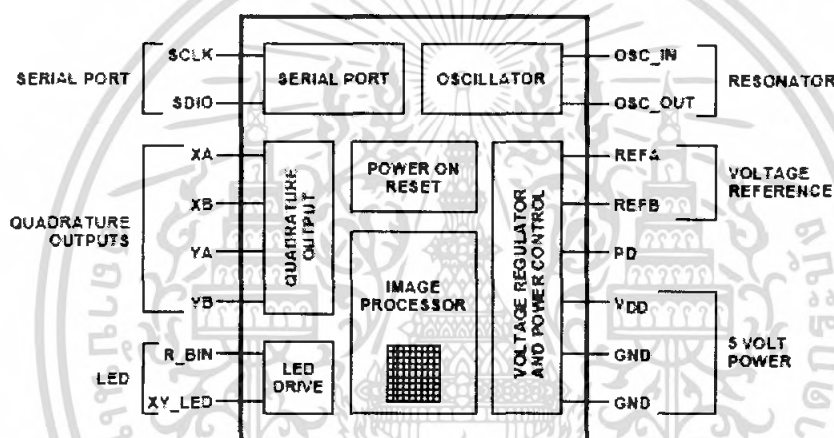 SERIAL PORT
SCLK
SDIO
SERIAL PORT
OSCILLATOR
OSC_IN
OSC_OUT
RESONATOR
QUADRATURE
OUTPUTS
XA
XB
YA
YB
QUADRATURE
OUTPUT
POWER ON
RESET
IMAGE
PROCESSOR
VOLTAGE REGULATOR
AND POWER CONTROL
REFA
REFB
PD
VDD
GND
GND
VOLTAGE
REFERENCE
5 VOLT
POWER
LED
R_BIN
XY_LED
LED
DRIVE